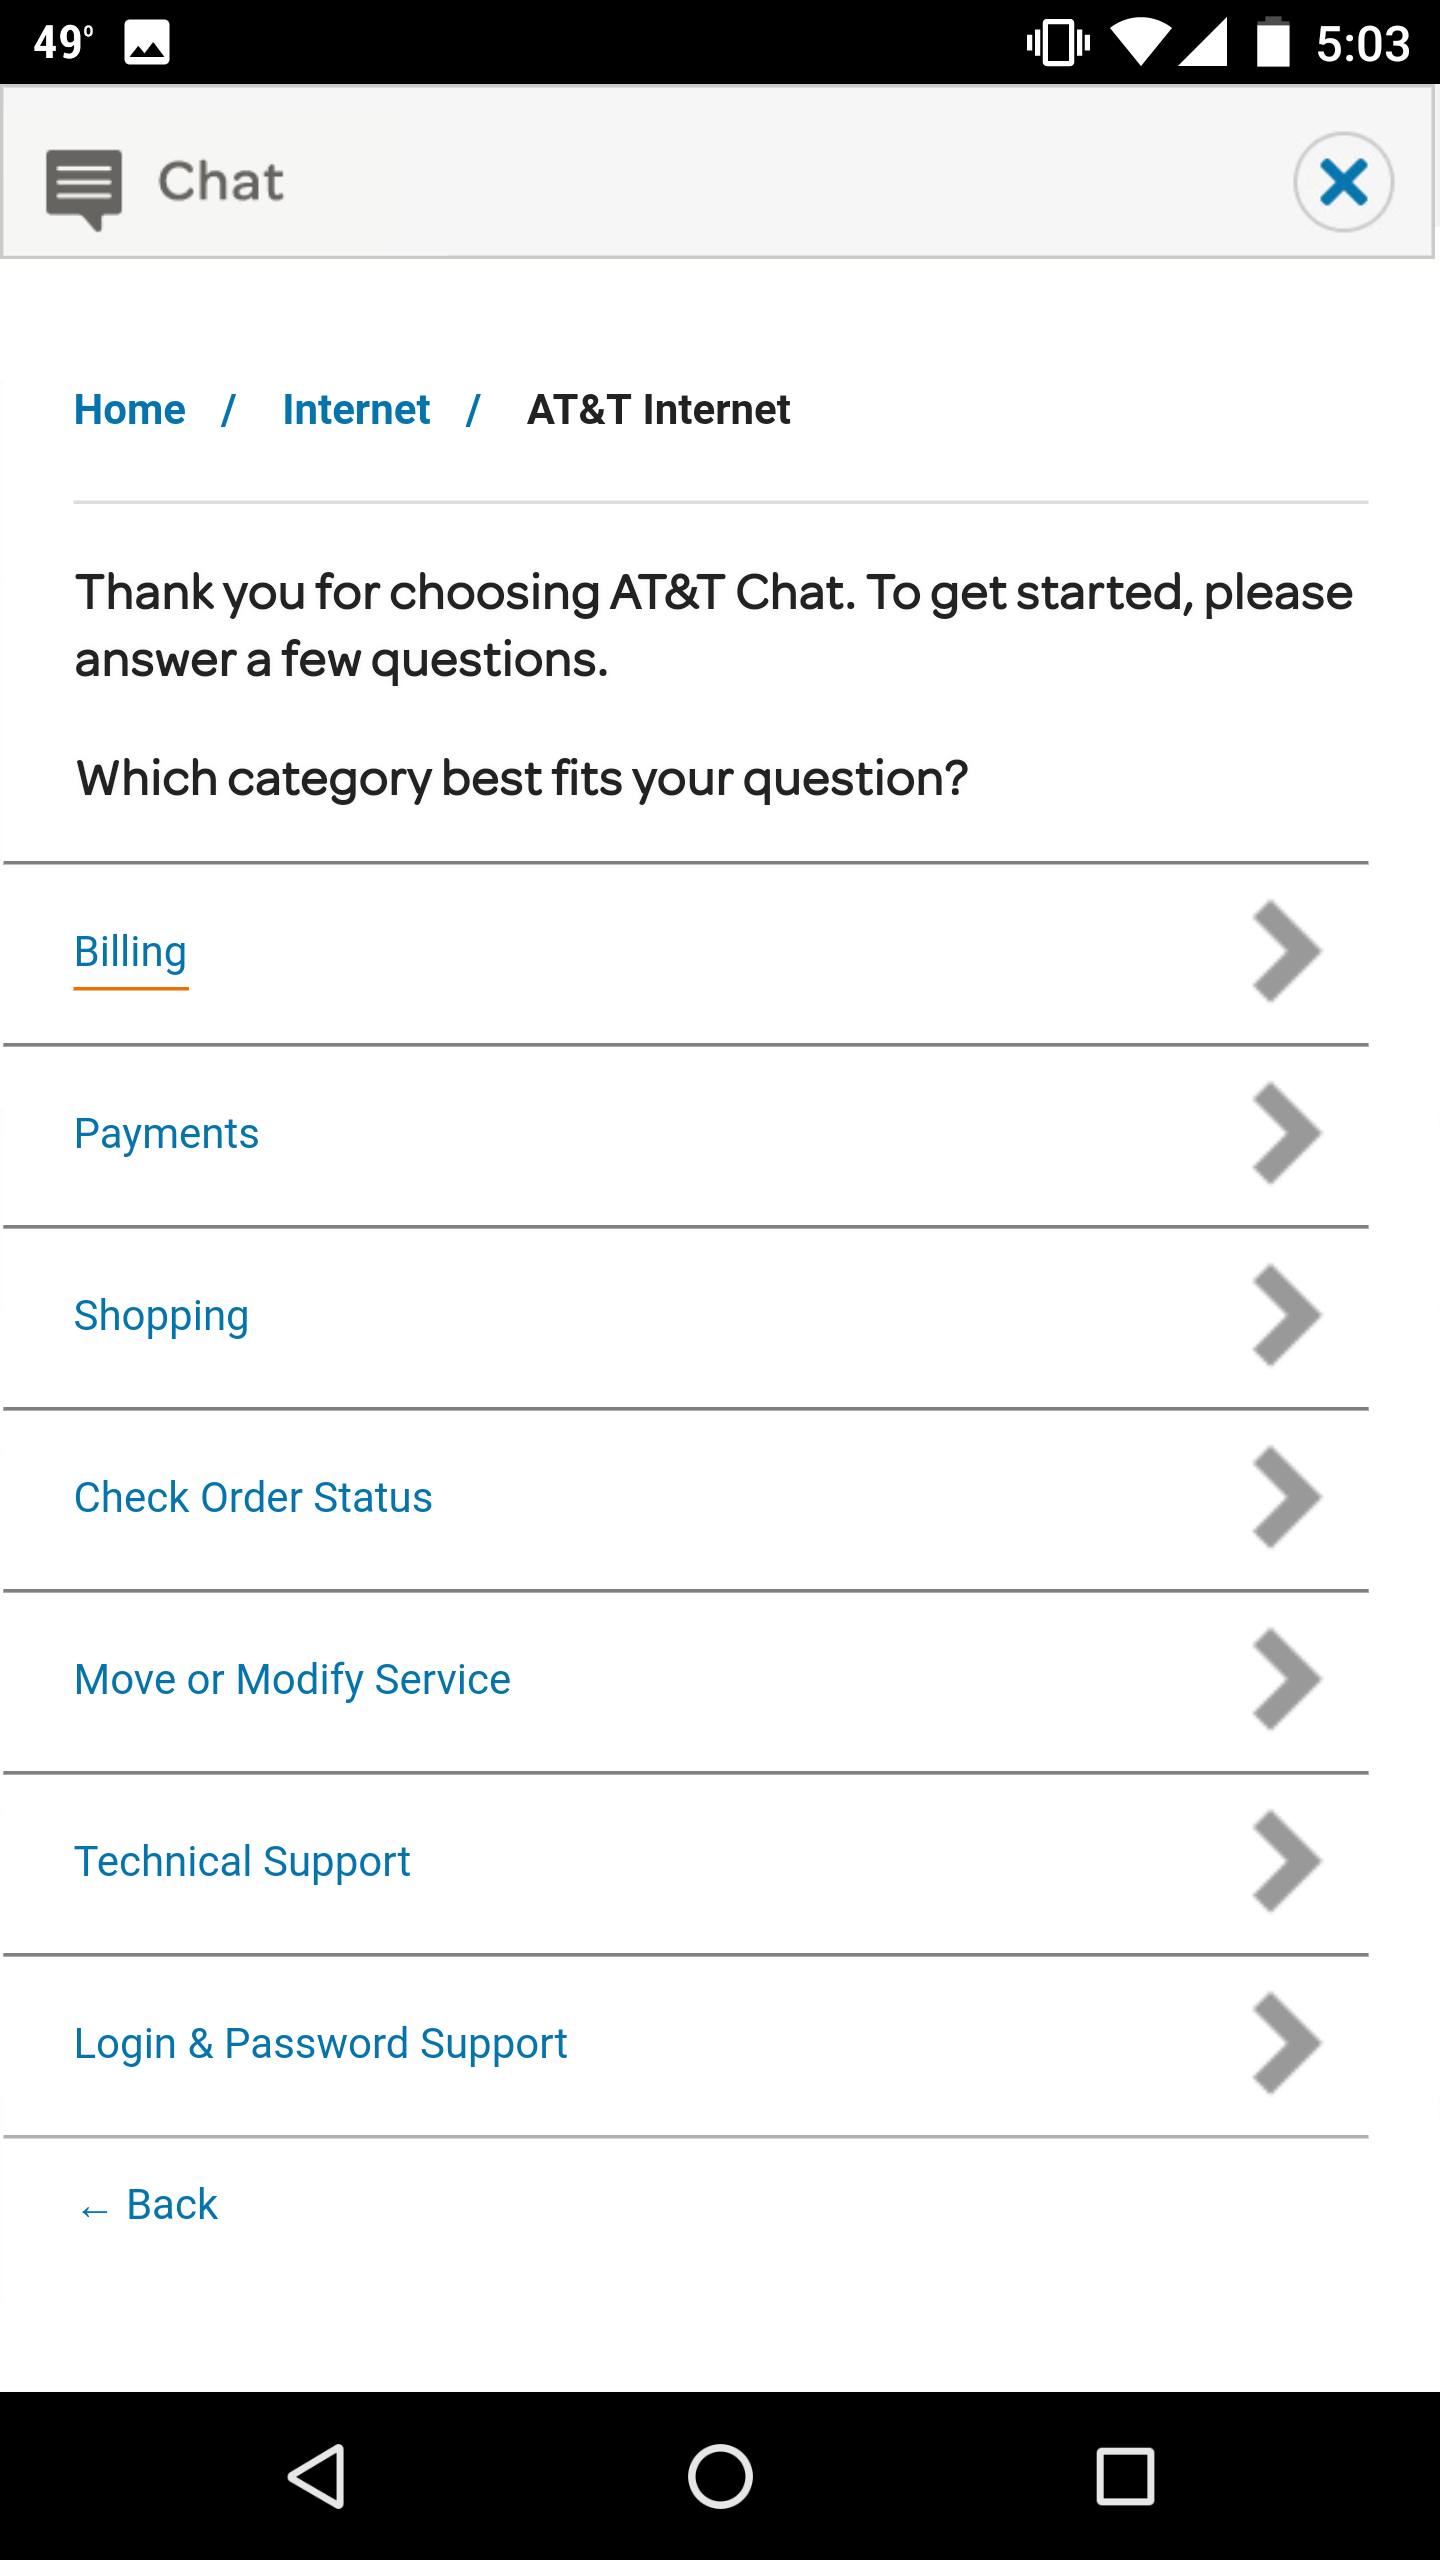 49° 5:03
Chat
Home / Internet / AT&T Internet
Thank you for choosing AT&T Chat. To get started, please
answer a few questions.
Which category best fits your question?
Billing
Payments
Shopping
Check Order Status
Move or Modify Service
Technical Support
Login & Password Support
← Back